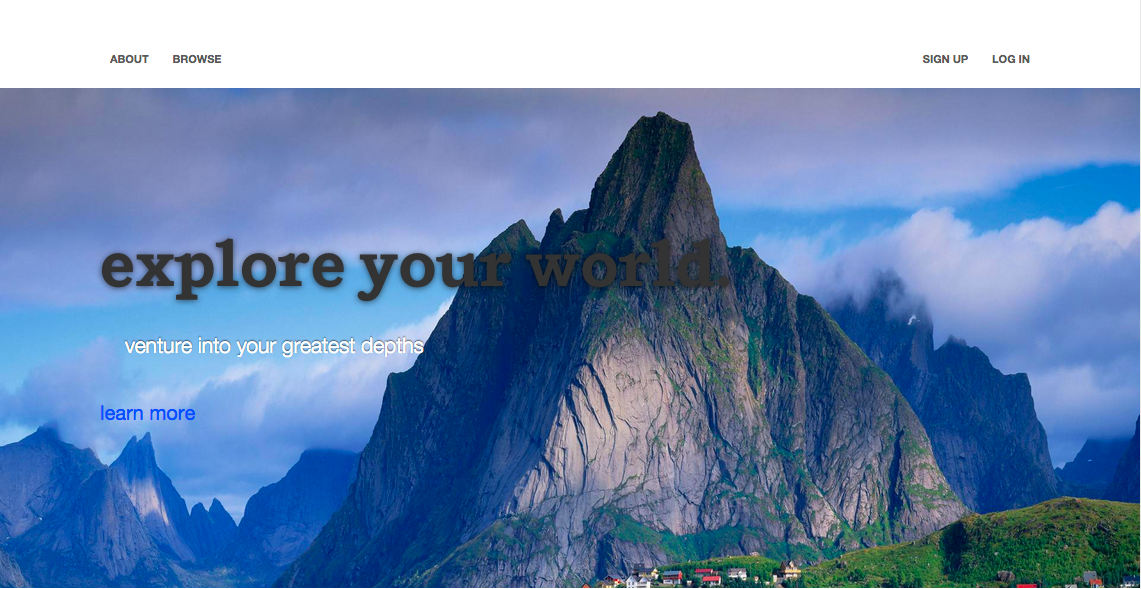 ABOUT BROWSE SIGN UP LOG IN
explore your world.
venture into your greatest depths
learn more